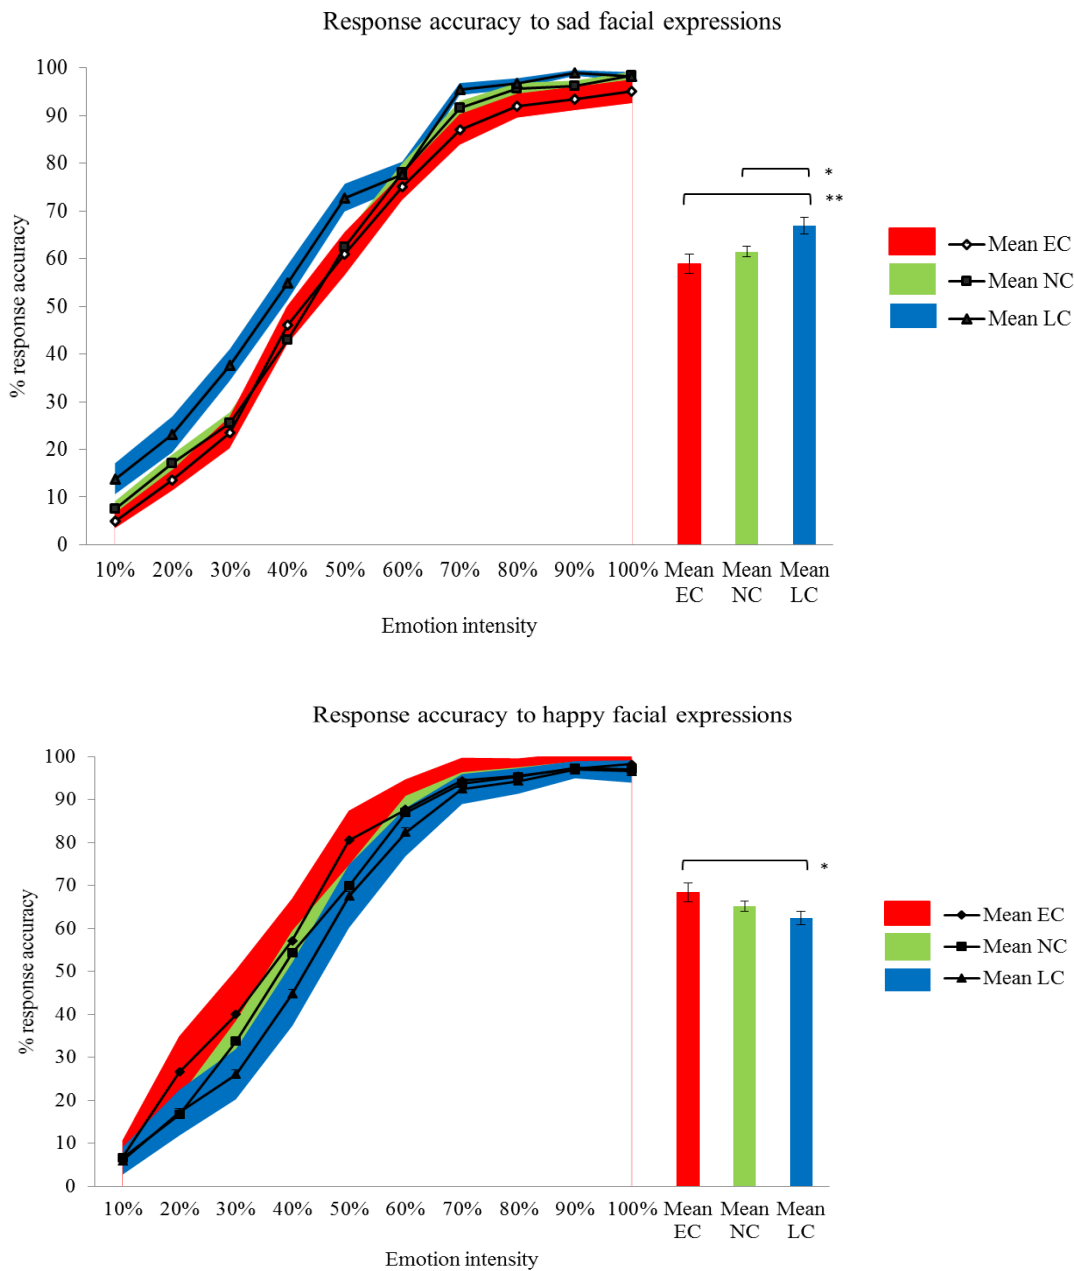 Response accuracy to sad facial expressions
100
90
80
70
60
50
40
30
20
10
0
% response accuracy
10% 20% 30% 40% 50% 60% 70% 80% 90% 100% Mean EC Mean NC Mean LC
Emotion intensity
*
**
Mean EC
Mean NC
Mean LC
Response accuracy to happy facial expressions
100
90
80
70
60
50
40
30
20
10
0
% response accuracy
10% 20% 30% 40% 50% 60% 70% 80% 90% 100% Mean EC Mean NC Mean LC
Emotion intensity
*
Mean EC
Mean NC
Mean LC